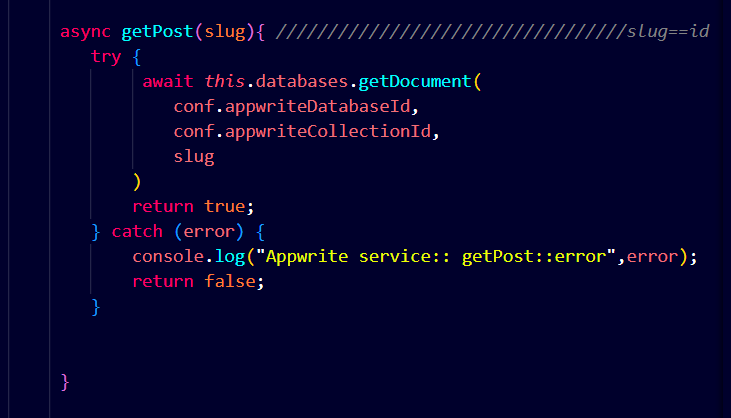 async getPost(slug){ //////////////////////////////////slug==id
try {
await this.databases.getDocument(
conf.appwriteDatabaseId,
conf.appwriteCollectionId,
slug
)
return true;
} catch (error) {
console.log("Appwrite service:: getPost::error",error);
return false;
}
}